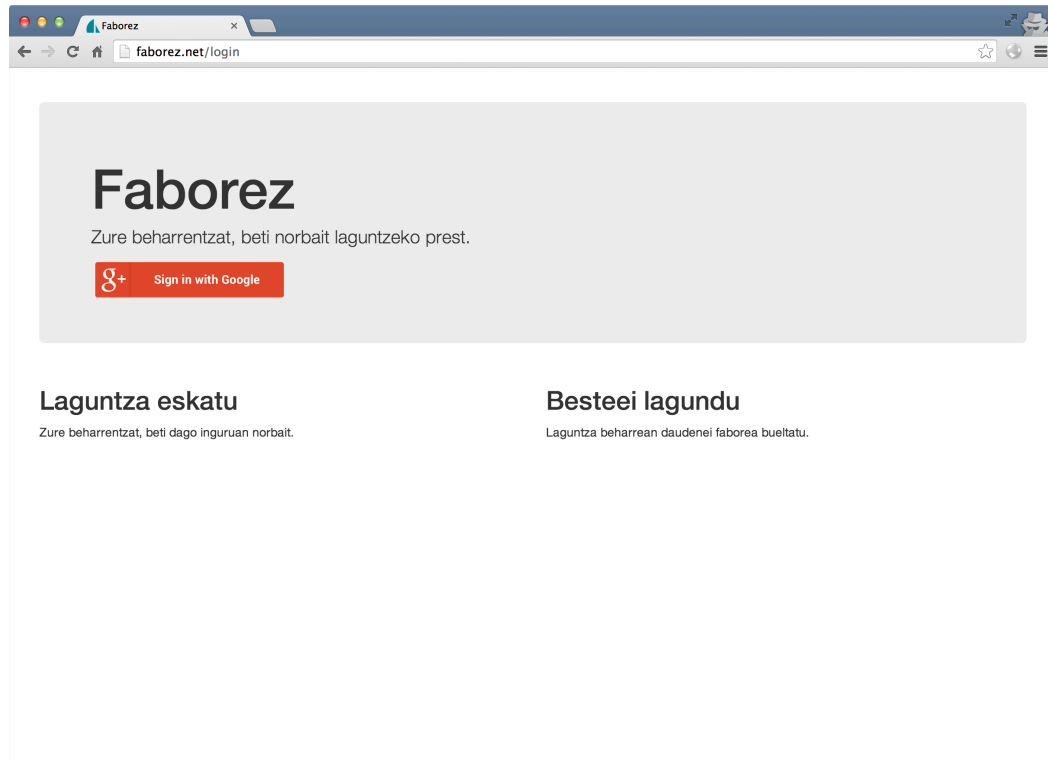 Faborez
faborez.net/login
Faborez
Zure beharrentzat, beti norbait laguntzeko prest.
g+ Sign in with Google
Laguntza eskatu
Zure beharrentzat, beti dago inguruan norbait.
Besteei lagundu
Laguntza beharrean daudenei faborea bueltatu.